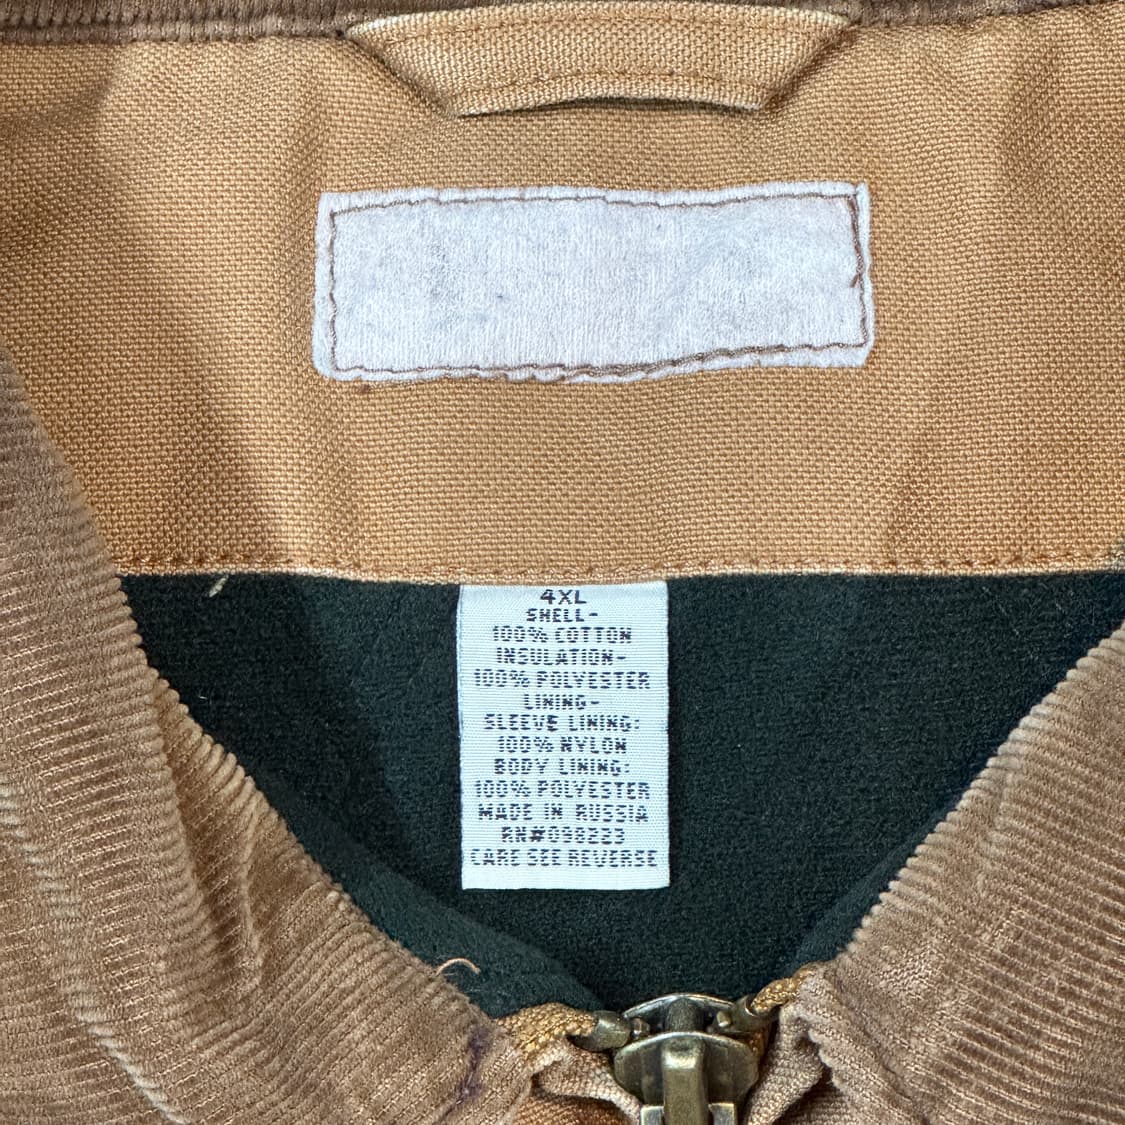 4XL
SHELL-
100% COTTON
INSULATION-
100% POLYESTER
LINING-
SLEEVE LINING:
100% NYLON
BODY LINING:
100% POLYESTER
MADE IN RUSSIA
RN#098223
CARE SEE REVERSE